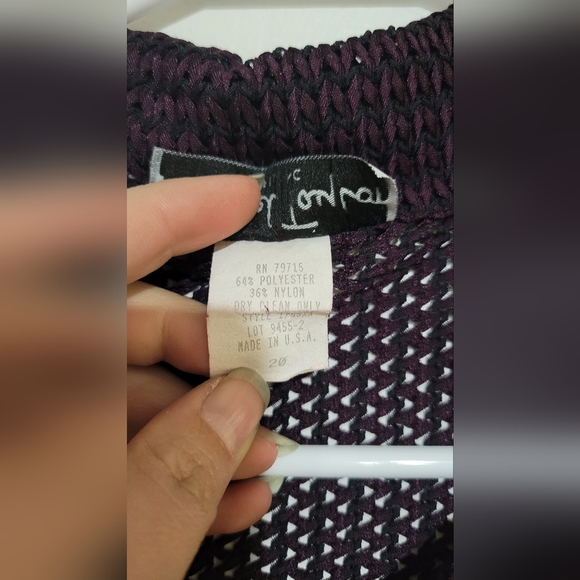 RN 79715
64% POLYESTER
36% NYLON
DRY CLEAN ONLY
STYLE
LOT 9455-2
MADE IN U.S.A.
20